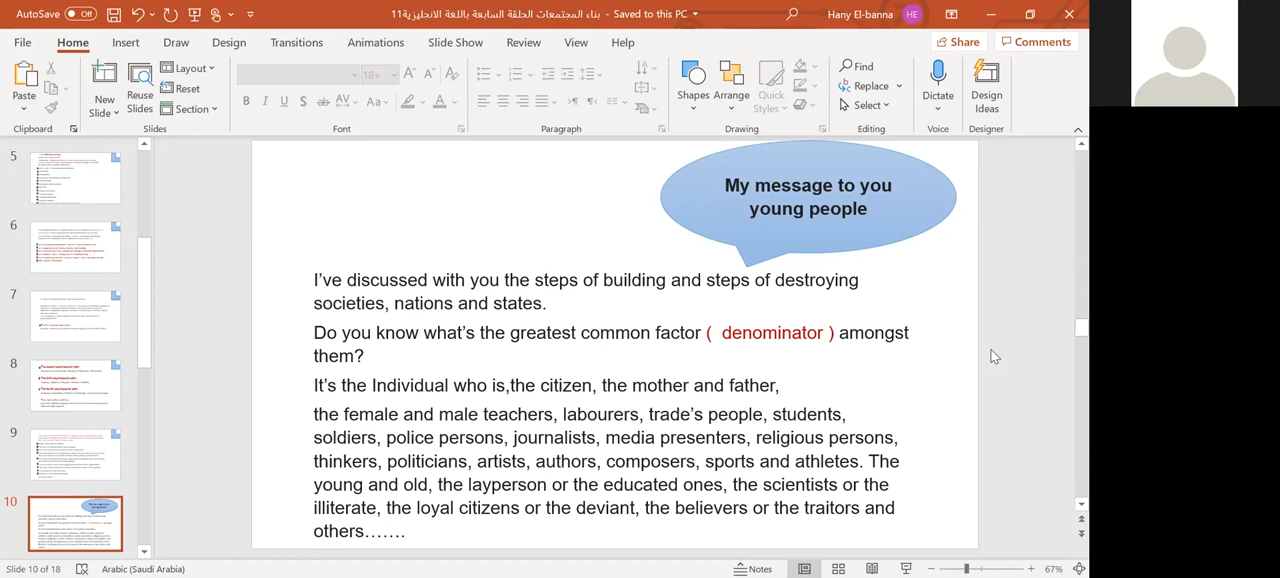 AutoSave Off بناء المجتمعات الحلقة السابعة باللغة الانجليزية11 - Saved to this PC Hany El-banna HE
File Home Insert Draw Design Transitions Animations Slide Show Review View Help Share Comments
Paste New Slide Reuse Slides Layout Reset Section 18+ Shapes Arrange Quick Styles Find Replace Select Dictate Design Ideas
Clipboard Slides Font Paragraph Drawing Editing Voice Designer
5
6
7
8
9
10
My message to you
young people
I've discussed with you the steps of building and steps of destroying
societies, nations and states.
Do you know what's the greatest common factor ( denominator ) amongst
them?
It's the Individual who is the citizen, the mother and father,
the female and male teachers, labourers, trade's people, students,
police persons, journalists, media presenters, religious persons,
thinkers, politicians, authors, composers, sports and athletes. The
young and old, the layperson or the educated ones, the scientists or the
illiterate, the loyal citizens or the deviant, the believers or the traitors and
others……
Slide 10 of 18 Arabic (Saudi Arabia) Notes 67%